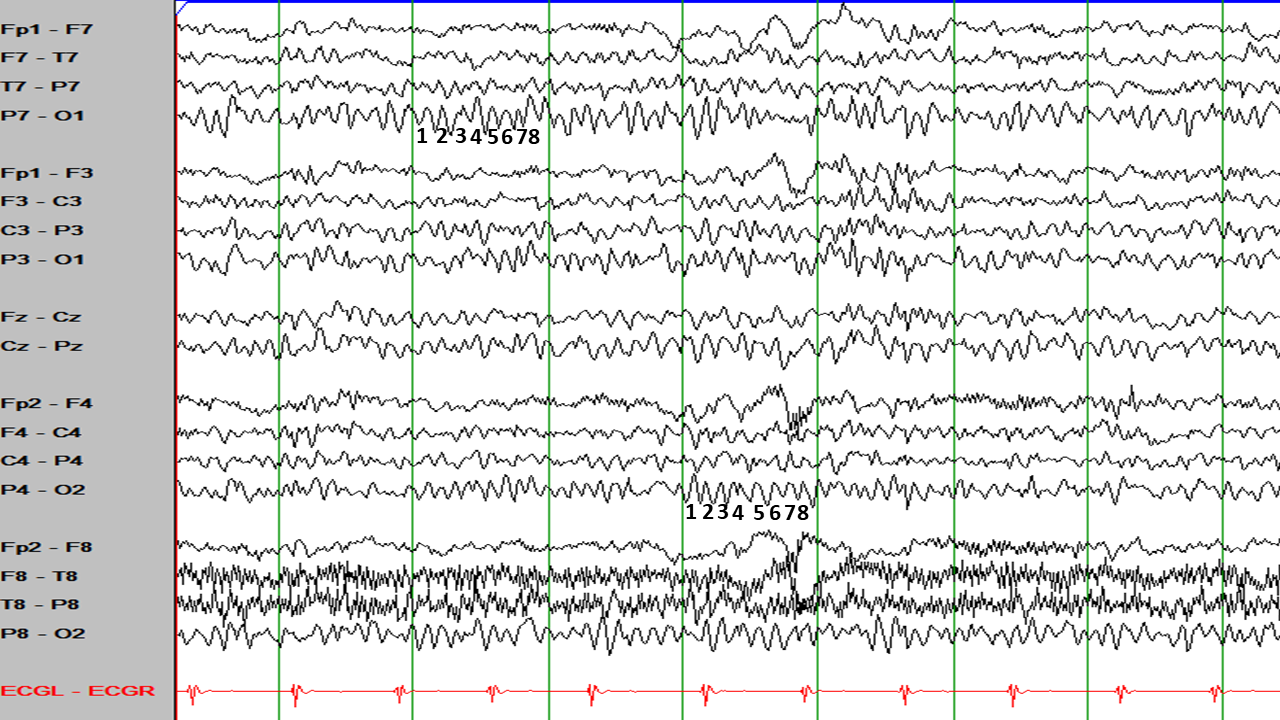 Fp1 - F7
F7 - T7
T7 - P7
P7 - O1
1 2 3 4 5 6 7 8
Fp1 - F3
F3 - C3
C3 - P3
P3 - O1
Fz - Cz
Cz - Pz
Fp2 - F4
F4 - C4
C4 - P4
P4 - O2
1 2 3 4 5 6 7 8
Fp2 - F8
F8 - T8
T8 - P8
P8 - O2
ECGL - ECGR